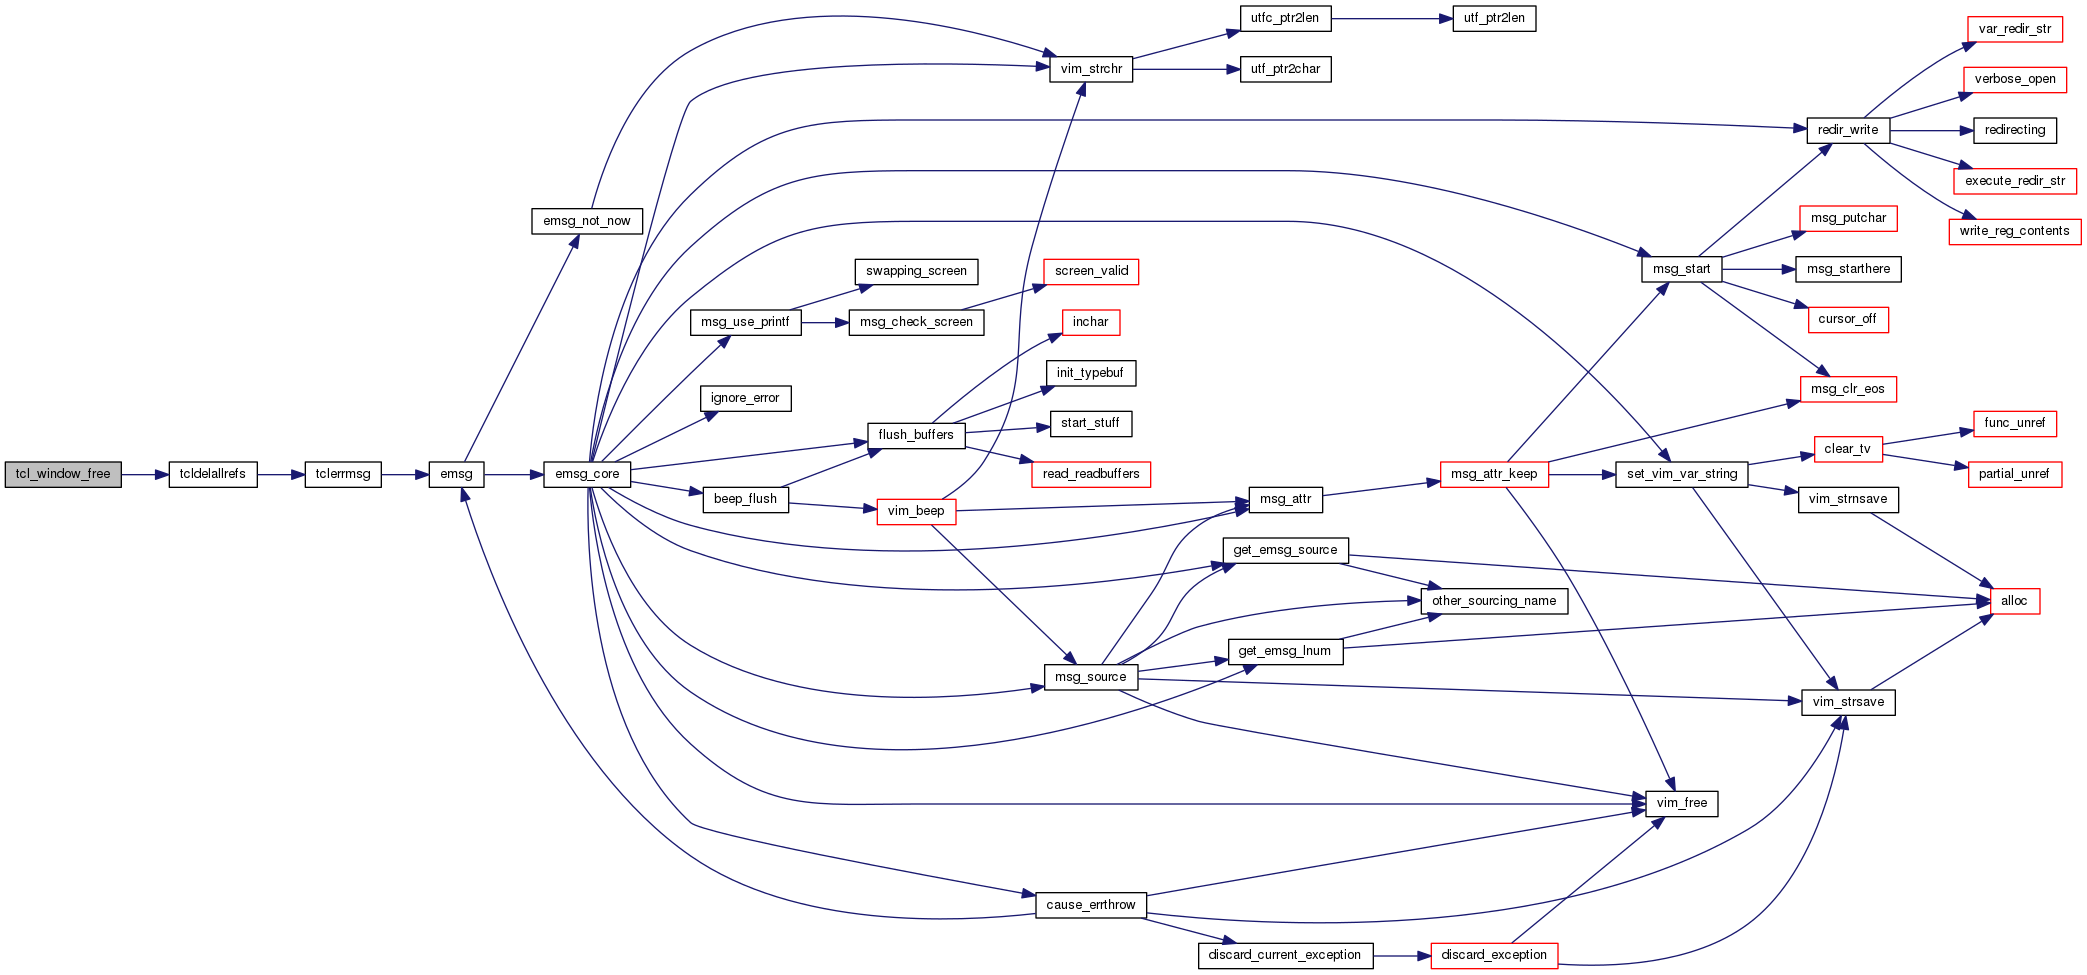 tcl_window_free
tcldelallrefs
tclerrmsg
emsg
emsg_not_now
emsg_core
msg_use_printf
ignore_error
beep_flush
swapping_screen
msg_check_screen
flush_buffers
vim_beep
vim_strchr
screen_valid
inchar
init_typebuf
start_stuff
read_readbuffers
msg_source
cause_errthrow
utfc_ptr2len
utf_ptr2char
msg_attr
get_emsg_source
get_emsg_lnum
discard_current_exception
utf_ptr2len
msg_attr_keep
other_sourcing_name
discard_exception
msg_start
set_vim_var_string
vim_free
redir_write
msg_putchar
msg_starthere
cursor_off
msg_clr_eos
clear_tv
vim_strnsave
vim_strsave
var_redir_str
verbose_open
redirecting
execute_redir_str
write_reg_contents
func_unref
partial_unref
alloc